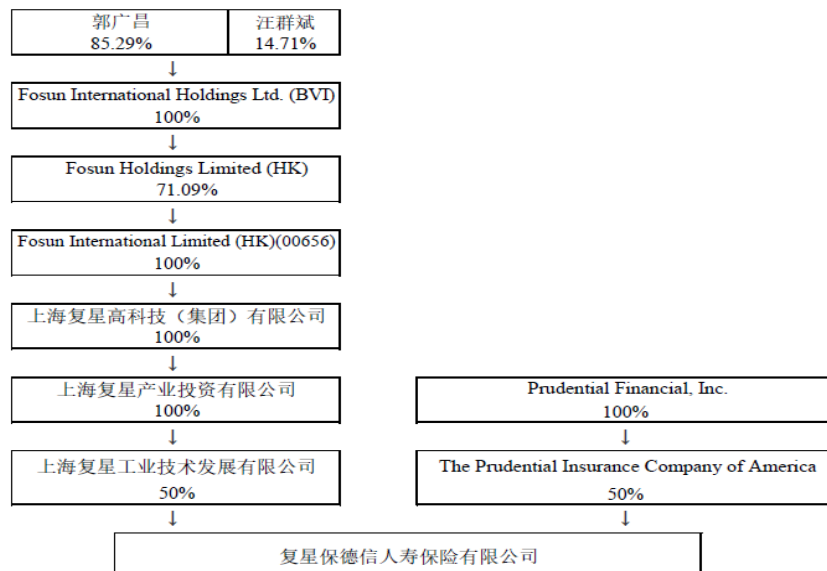 郭广昌
85.29%
汪群斌
14.71%
↓
Fosun International Holdings Ltd. (BVI)
100%
↓
Fosun Holdings Limited (HK)
71.09%
↓
Fosun International Limited (HK)(00656)
100%
↓
上海复星高科技（集团）有限公司
100%
↓
上海复星产业投资有限公司
100%
↓
上海复星工业技术发展有限公司
50%
↓
Prudential Financial, Inc.
100%
↓
The Prudential Insurance Company of America
50%
↓
复星保德信人寿保险有限公司